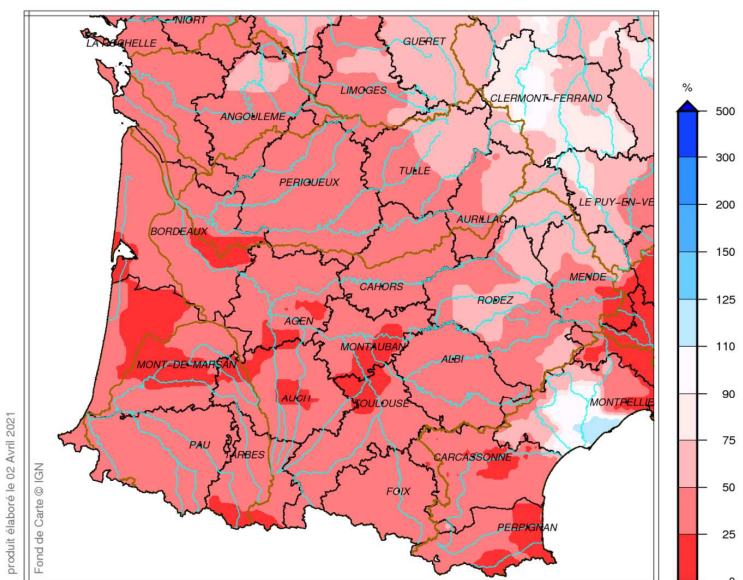 NIORT
LA ROCHELLE
GUERET
%
500
CLERMONT-FERRAND
LIMOGES
ANGOULEME
300
TULLE
PERIGUEUX
200
LE PUY-EN-VE
AURILLAC
BORDEAUX
150
MENDE
CAHORS
125
RODEZ
AGEN
MONTAUBAN
110
ALBI
MONT-DE-MARSAN
90
AUCH
TOULOUSE
MONTPELLIE
75
PAU
TARBES
CARCASSONNE
50
FOIX
PERPIGNAN
25
0
produit élaboré le 02 Avril 2021
Fond de Carte © IGN